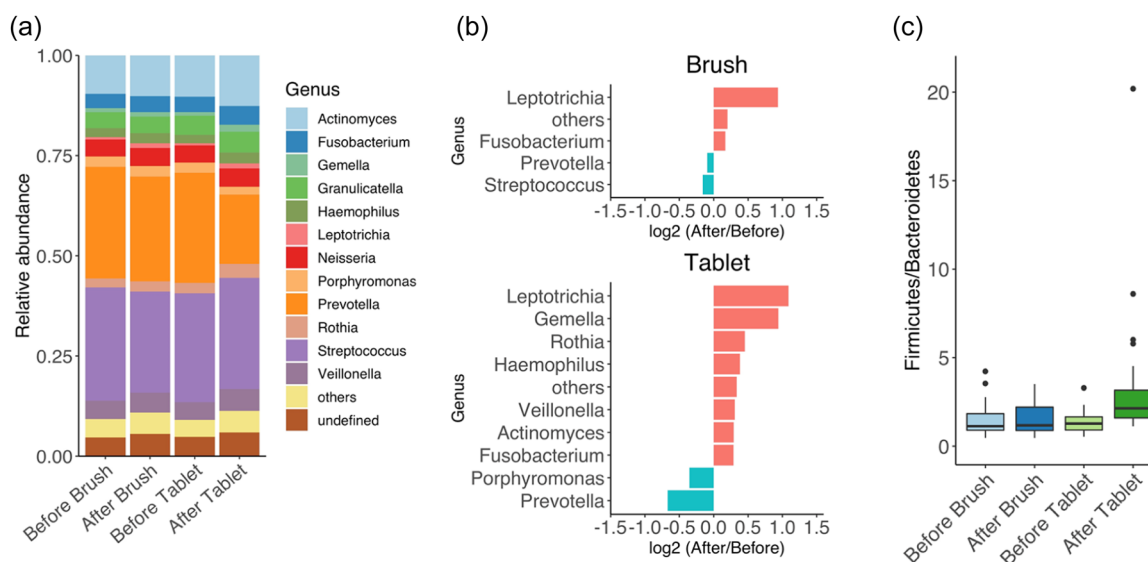 (a)
Relative abundance
1.00
0.75
0.50
0.25
0.00
Before Brush
After Brush
Before Tablet
After Tablet
Genus
Actinomyces
Fusobacterium
Gemella
Granulicatella
Haemophilus
Leptotrichia
Neisseria
Porphyromonas
Prevotella
Rothia
Streptococcus
Veillonella
others
undefined
(b)
Brush
Genus
Leptotrichia
others
Fusobacterium
Prevotella
Streptococcus
-1.5 -1.0 -0.5 0.0 0.5 1.0 1.5
log2 (After/Before)
Tablet
Genus
Leptotrichia
Gemella
Rothia
Haemophilus
others
Veillonella
Actinomyces
Fusobacterium
Porphyromonas
Prevotella
-1.5 -1.0 -0.5 0.0 0.5 1.0 1.5
log2 (After/Before)
(c)
Firmicutes/Bacteroidetes
20
15
10
5
0
Before Brush
After Brush
Before Tablet
After Tablet